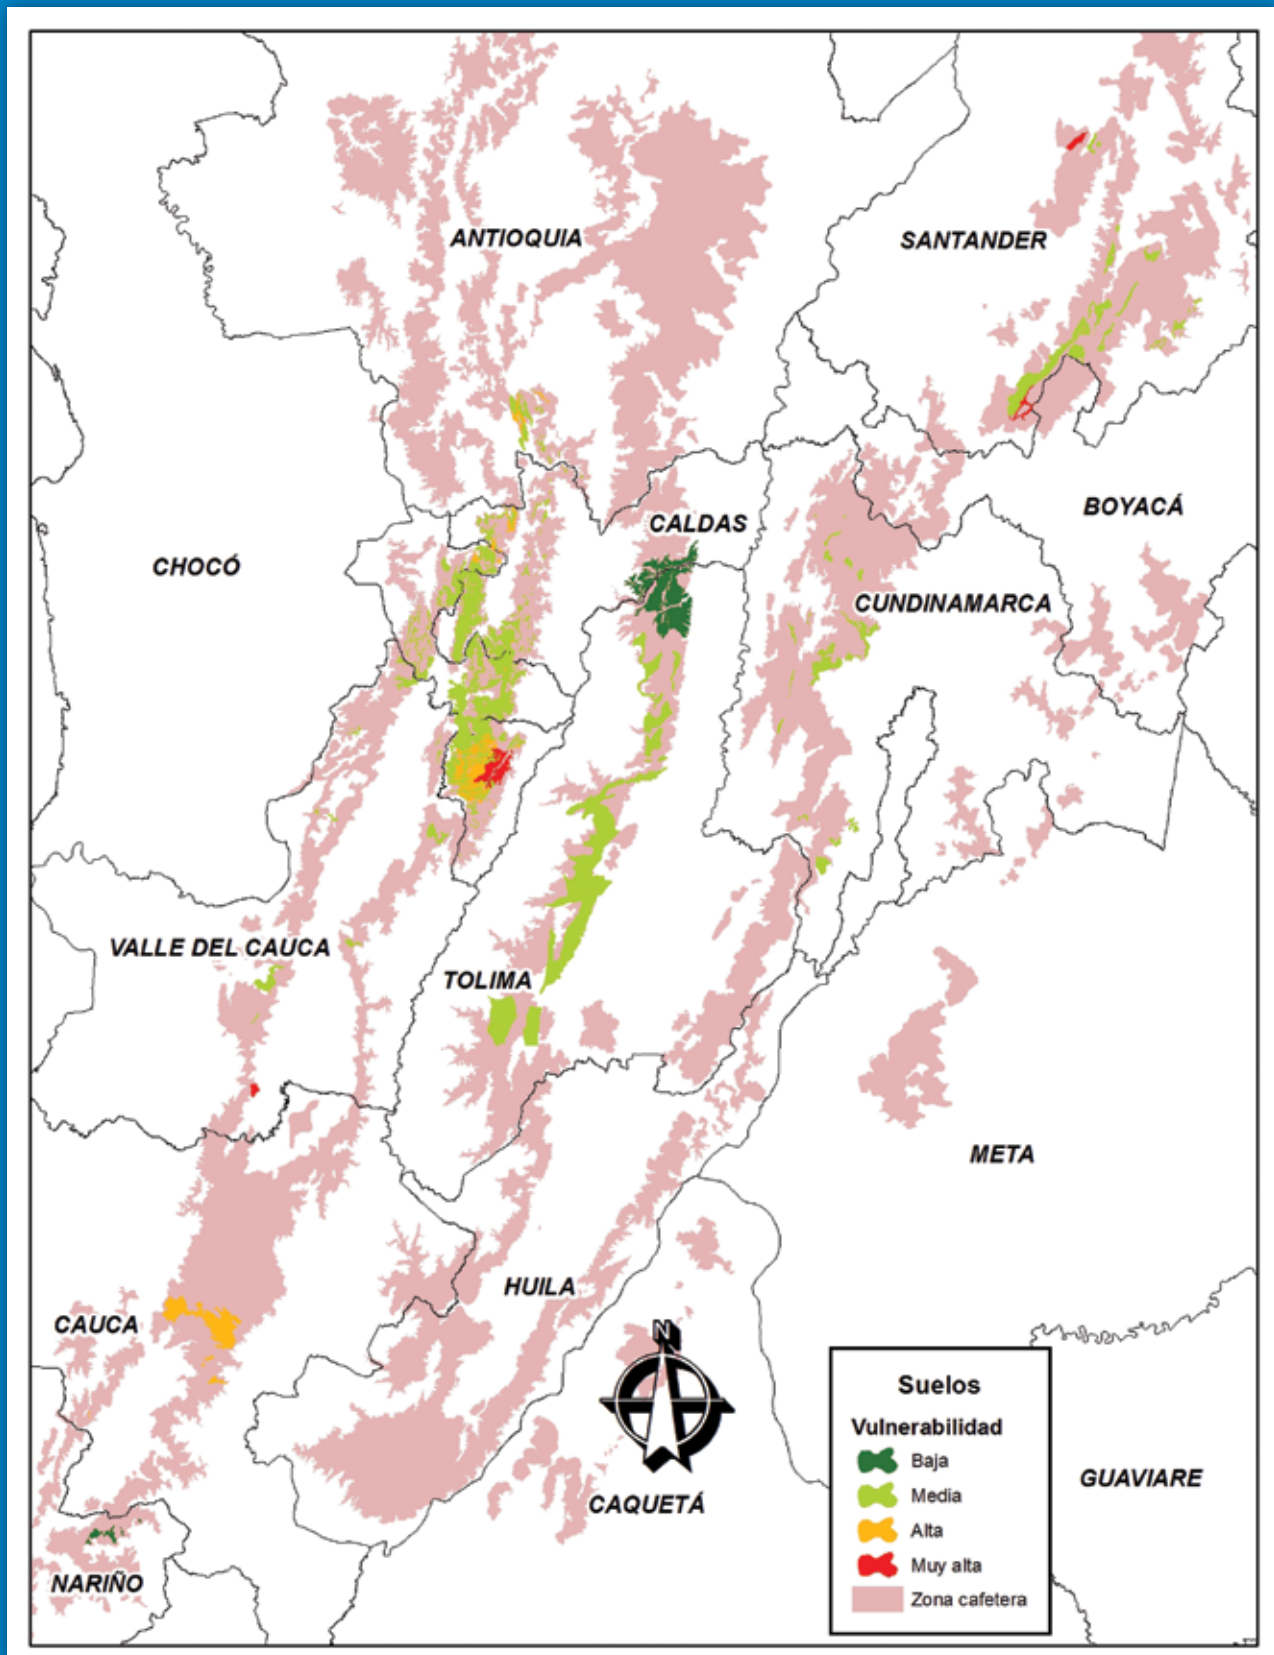 ANTIOQUIA
SANTANDER
CALDAS
BOYACÁ
CHOCÓ
CUNDINAMARCA
VALLE DEL CAUCA
TOLIMA
META
HUILA
CAUCA
N
CAQUETÁ
GUAVIARE
NARIÑO
Suelos
Vulnerabilidad
Baja
Media
Alta
Muy alta
Zona cafetera